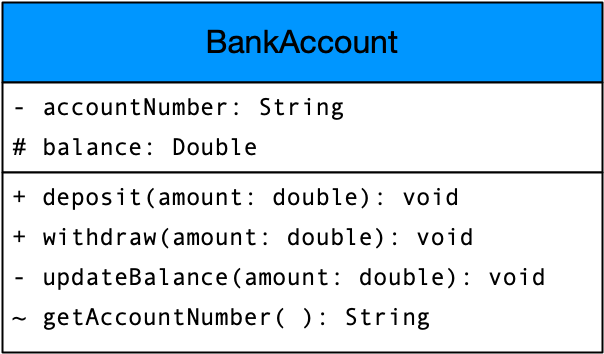 BankAccount
- accountNumber: String
# balance: Double
+ deposit(amount: double): void
+ withdraw(amount: double): void
- updateBalance(amount: double): void
~ getAccountNumber( ): String